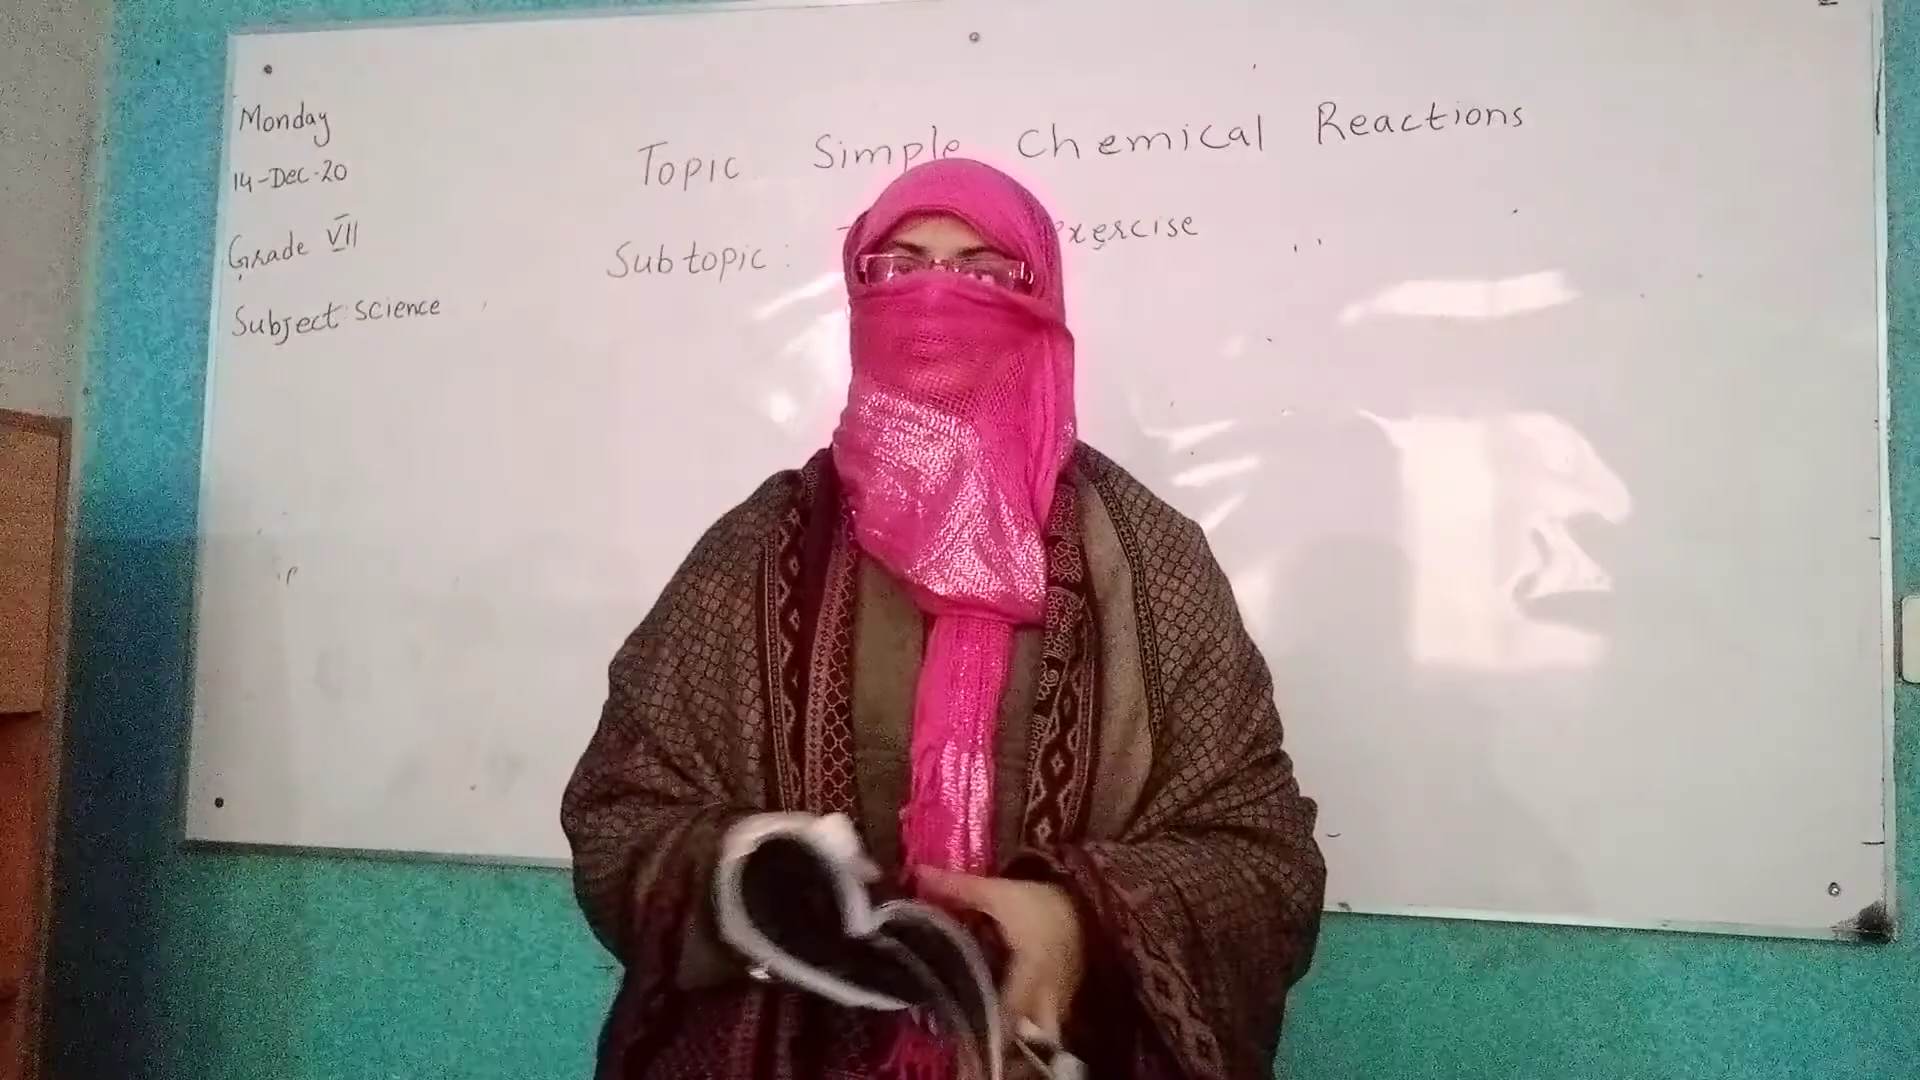 Monday
14-Dec-20
Grade VII
Subject: Science
Topic Simple Chemical Reactions
Subtopic: exercise